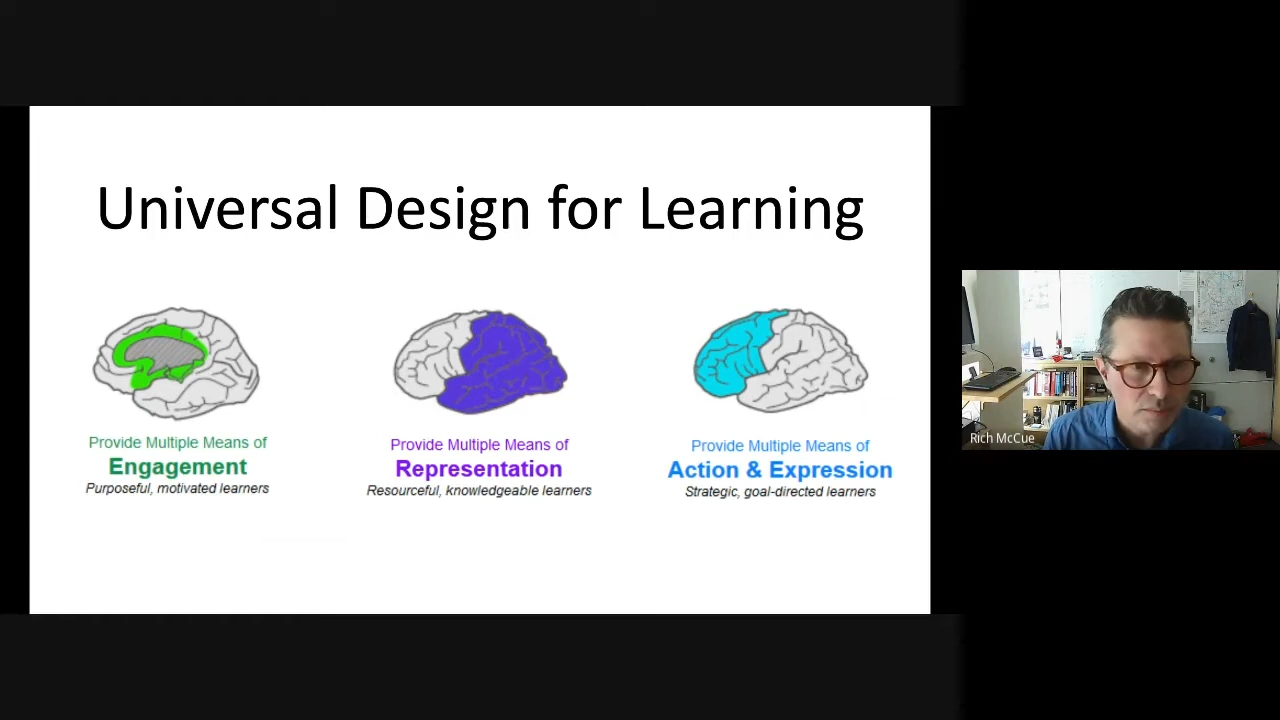 Universal Design for Learning
Provide Multiple Means of
Engagement
Purposeful, motivated learners
Provide Multiple Means of
Representation
Resourceful, knowledgeable learners
Provide Multiple Means of
Action & Expression
Strategic, goal-directed learners
Rich McCue